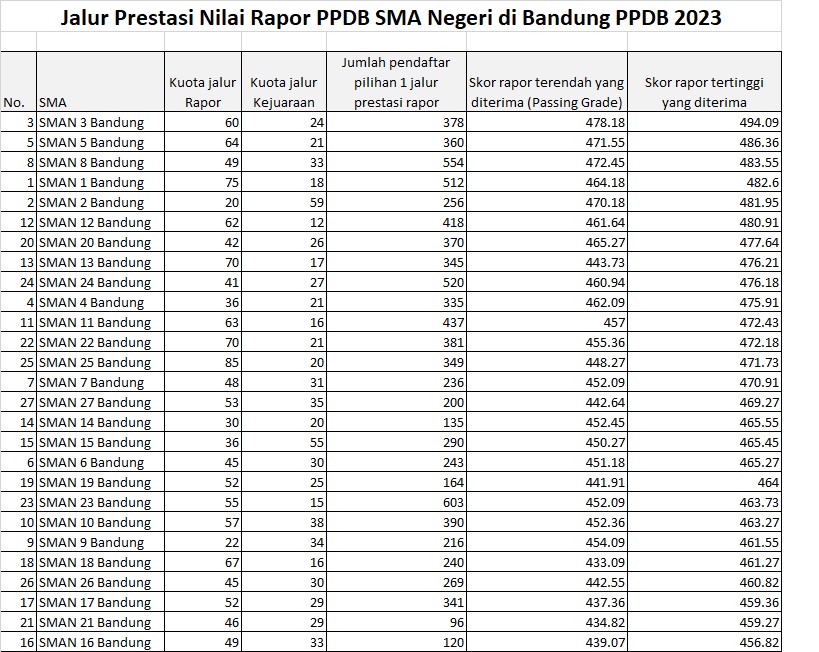 Jalur Prestasi Nilai Rapor PPDB SMA Negeri di Bandung PPDB 2023
No. SMA Kuota jalur Rapor Kuota jalur Kejuaraan Jumlah pendaftar pilihan 1 jalur prestasi rapor Skor rapor terendah yang diterima (Passing Grade) Skor rapor tertinggi yang diterima
3 SMAN 3 Bandung 60 24 378 478.18 494.09
5 SMAN 5 Bandung 64 21 360 471.55 486.36
8 SMAN 8 Bandung 49 33 554 472.45 483.55
1 SMAN 1 Bandung 75 18 512 464.18 482.6
2 SMAN 2 Bandung 20 59 256 470.18 481.95
12 SMAN 12 Bandung 62 12 418 461.64 480.91
20 SMAN 20 Bandung 42 26 370 465.27 477.64
13 SMAN 13 Bandung 70 17 345 443.73 476.21
24 SMAN 24 Bandung 41 27 520 460.94 476.18
4 SMAN 4 Bandung 36 21 335 462.09 475.91
11 SMAN 11 Bandung 63 16 437 457 472.43
22 SMAN 22 Bandung 70 21 381 455.36 472.18
25 SMAN 25 Bandung 85 20 349 448.27 471.73
7 SMAN 7 Bandung 48 31 236 452.09 470.91
27 SMAN 27 Bandung 53 35 200 442.64 469.27
14 SMAN 14 Bandung 30 20 135 452.45 465.55
15 SMAN 15 Bandung 36 55 290 450.27 465.45
6 SMAN 6 Bandung 45 30 243 451.18 465.27
19 SMAN 19 Bandung 52 25 164 441.91 464
23 SMAN 23 Bandung 55 15 603 452.09 463.73
10 SMAN 10 Bandung 57 38 390 452.36 463.27
9 SMAN 9 Bandung 22 34 216 454.09 461.55
18 SMAN 18 Bandung 67 16 240 433.09 461.27
26 SMAN 26 Bandung 45 30 269 442.55 460.82
17 SMAN 17 Bandung 52 29 341 437.36 459.36
21 SMAN 21 Bandung 46 29 96 434.82 459.27
16 SMAN 16 Bandung 49 33 120 439.07 456.82